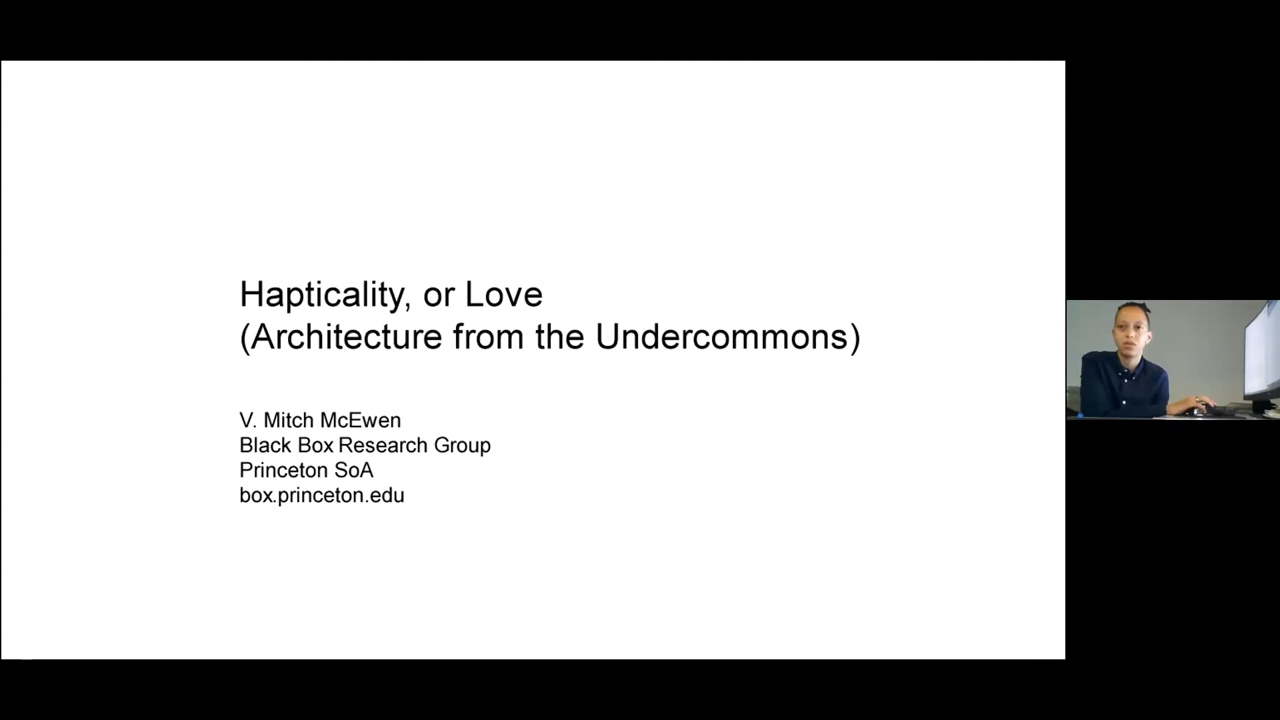 Hapticality, or Love
(Architecture from the Undercommons)
V. Mitch McEwen
Black Box Research Group
Princeton SoA
box.princeton.edu